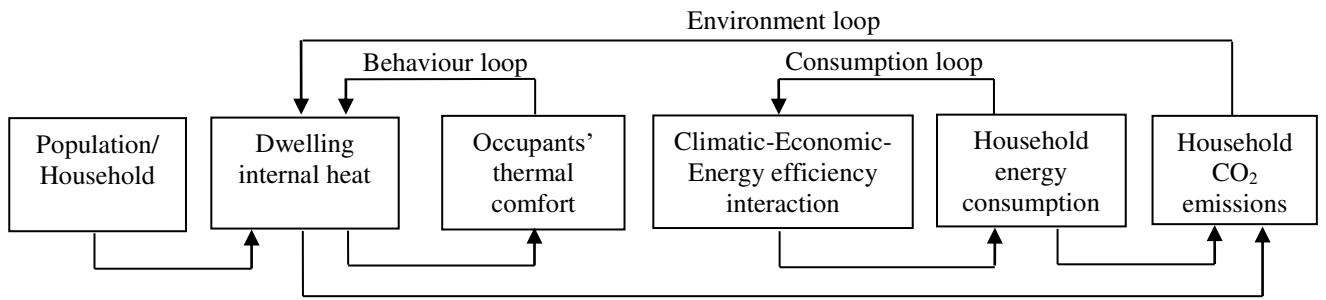 Environment loop
Behaviour loop
Consumption loop
Population/
Household
Dwelling
internal heat
Occupants’
thermal
comfort
Climatic-Economic-
Energy efficiency
interaction
Household
energy
consumption
Household
CO₂
emissions